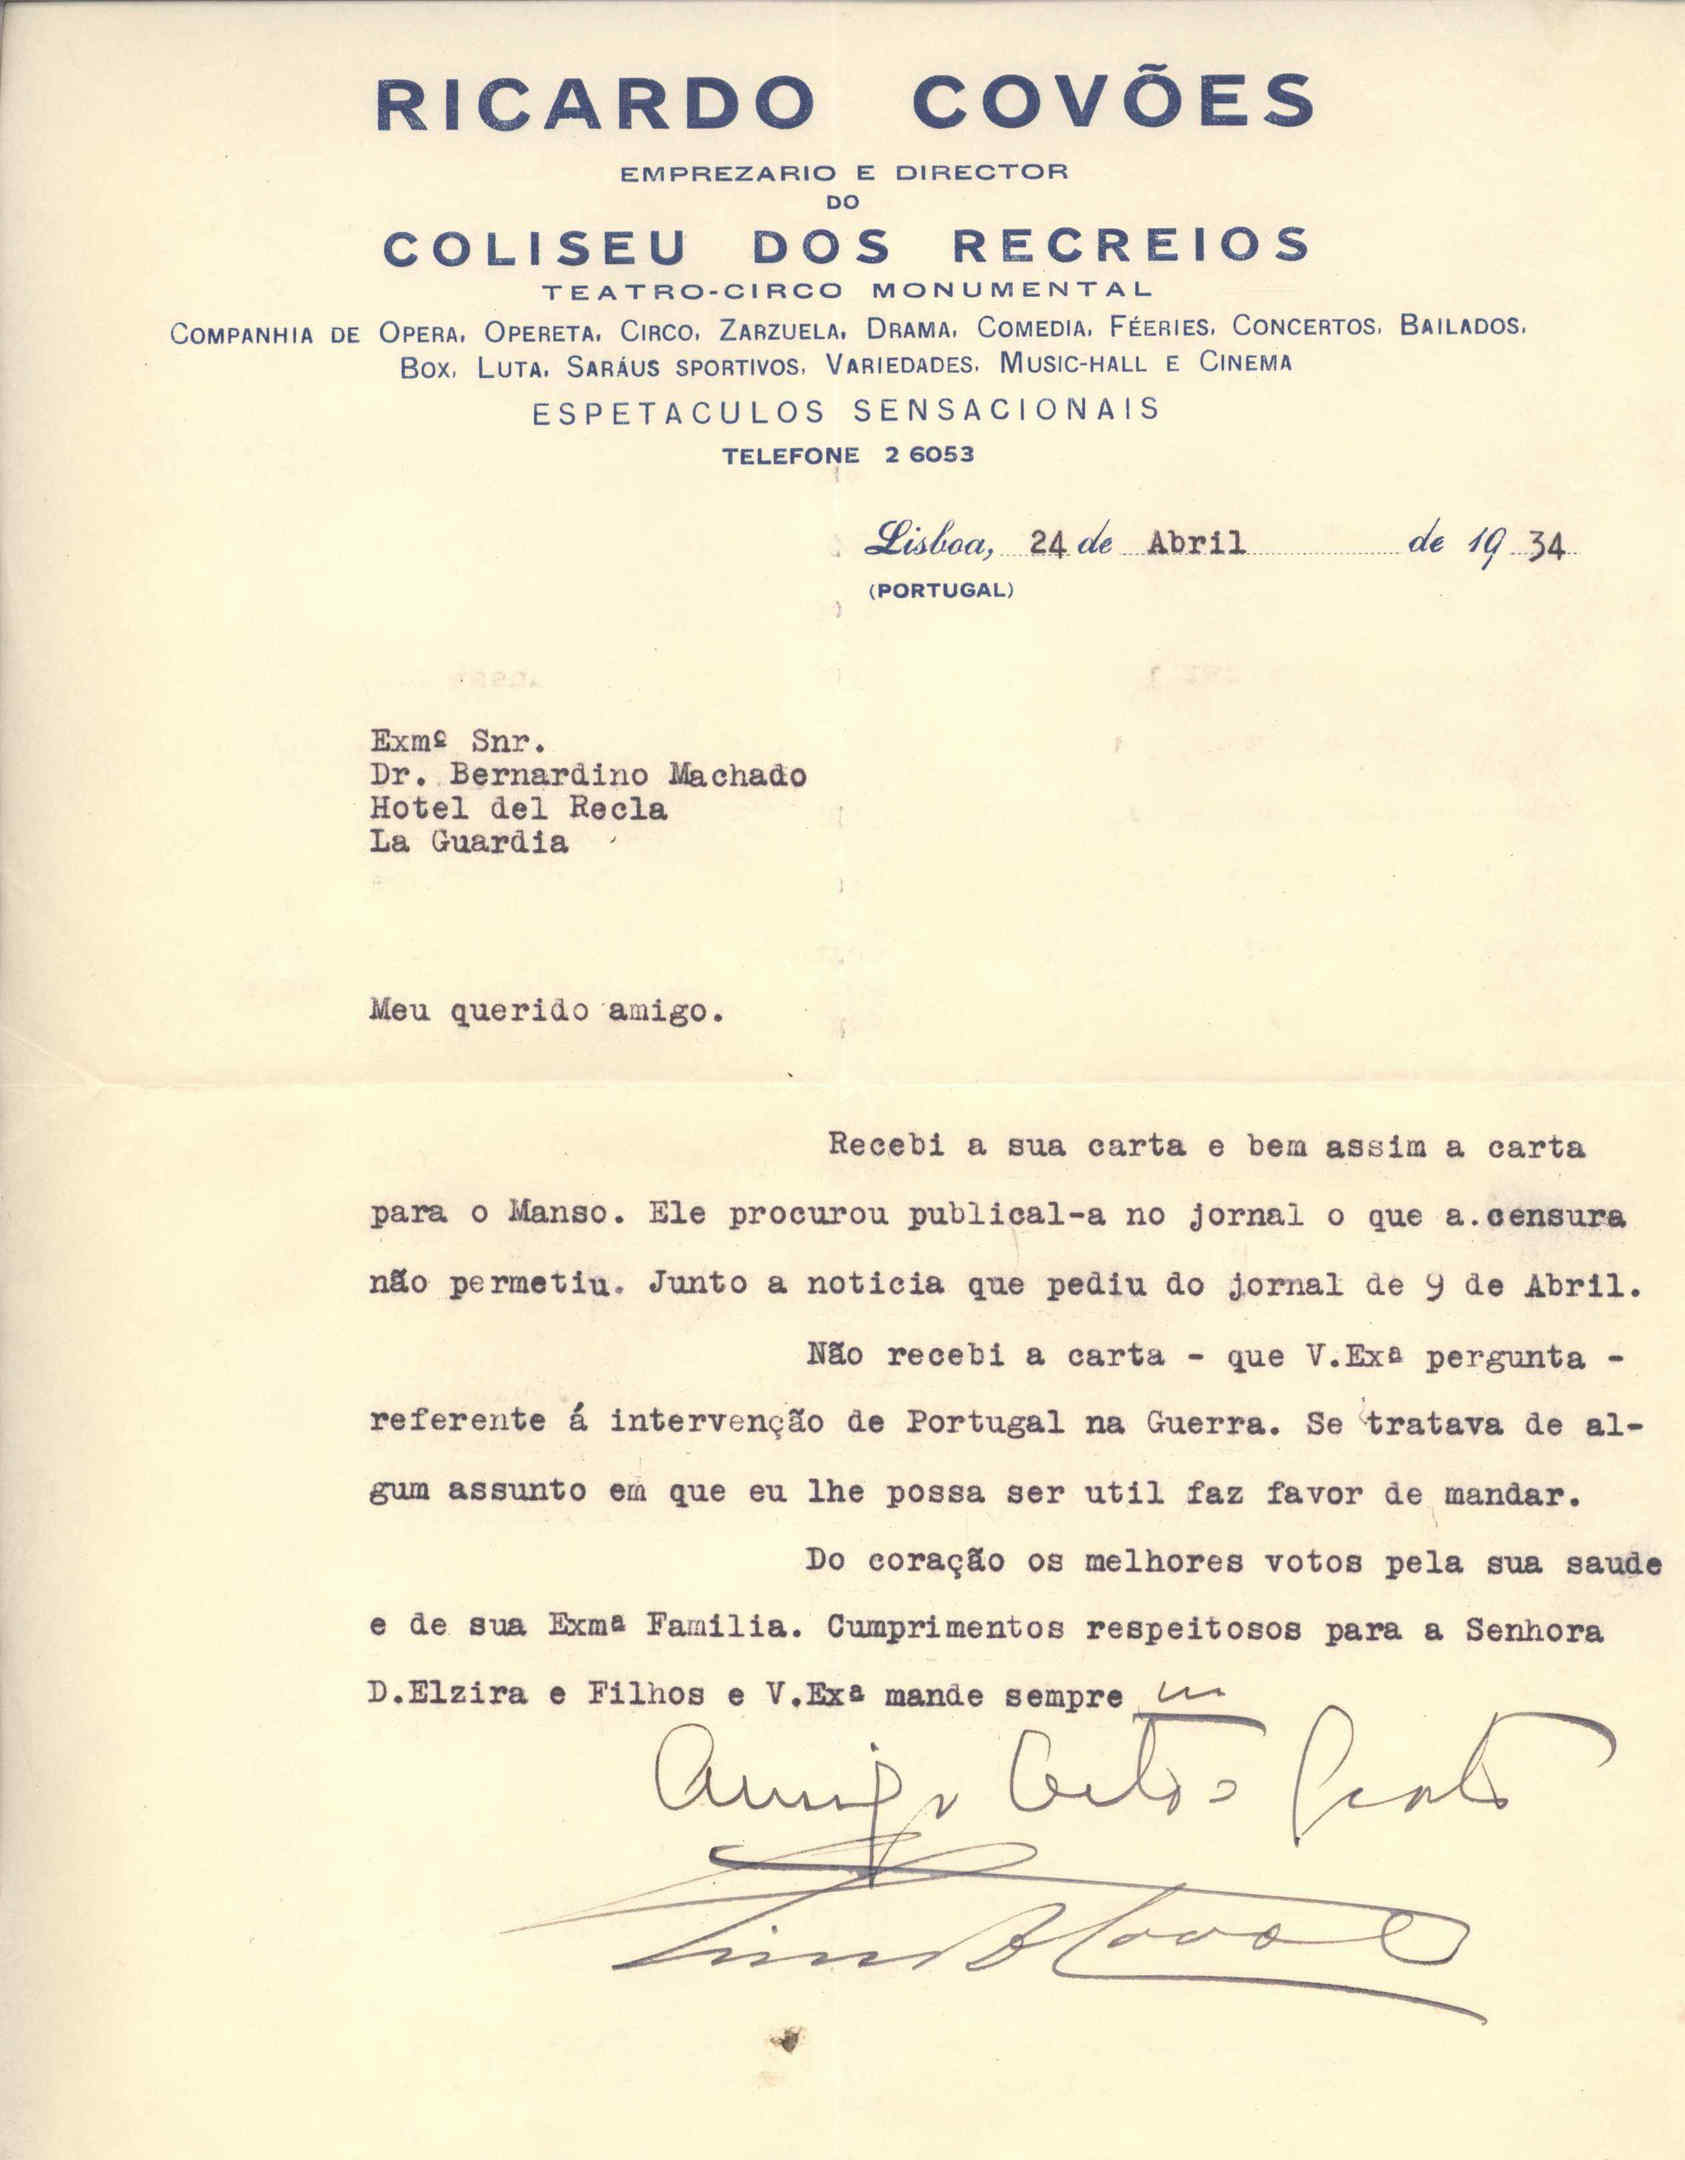 RICARDO COVÕES
EMPREZARIO E DIRECTOR
DO
COLISEU DOS RECREIOS
TEATRO-CIRCO MONUMENTAL
COMPANHIA DE OPERA, OPERETA, CIRCO, ZARZUELA, DRAMA, COMEDIA, FÉERIES, CONCERTOS, BAILADOS,
BOX, LUTA, SARÁUS SPORTIVOS, VARIEDADES, MUSIC-HALL E CINEMA
ESPETACULOS SENSACIONAIS
TELEFONE 2 6053
Lisboa, 24 de Abril de 1934
(PORTUGAL)
Exmº Snr.
Dr. Bernardino Machado
Hotel del Recla
La Guardia
Meu querido amigo.
Recebi a sua carta e bem assim a carta
para o Manso. Ele procurou publical-a no jornal o que a.censura
não permetiu. Junto a noticia que pediu do jornal de 9 de Abril.
Não recebi a carta - que V.Exª pergunta -
referente á intervenção de Portugal na Guerra. Se tratava de al-
gum assunto em que eu lhe possa ser util faz favor de mandar.
Do coração os melhores votos pela sua saude
e de sua Exmª Familia. Cumprimentos respeitosos para a Senhora
D.Elzira e Filhos e V.Exª mande sempre
Amigo